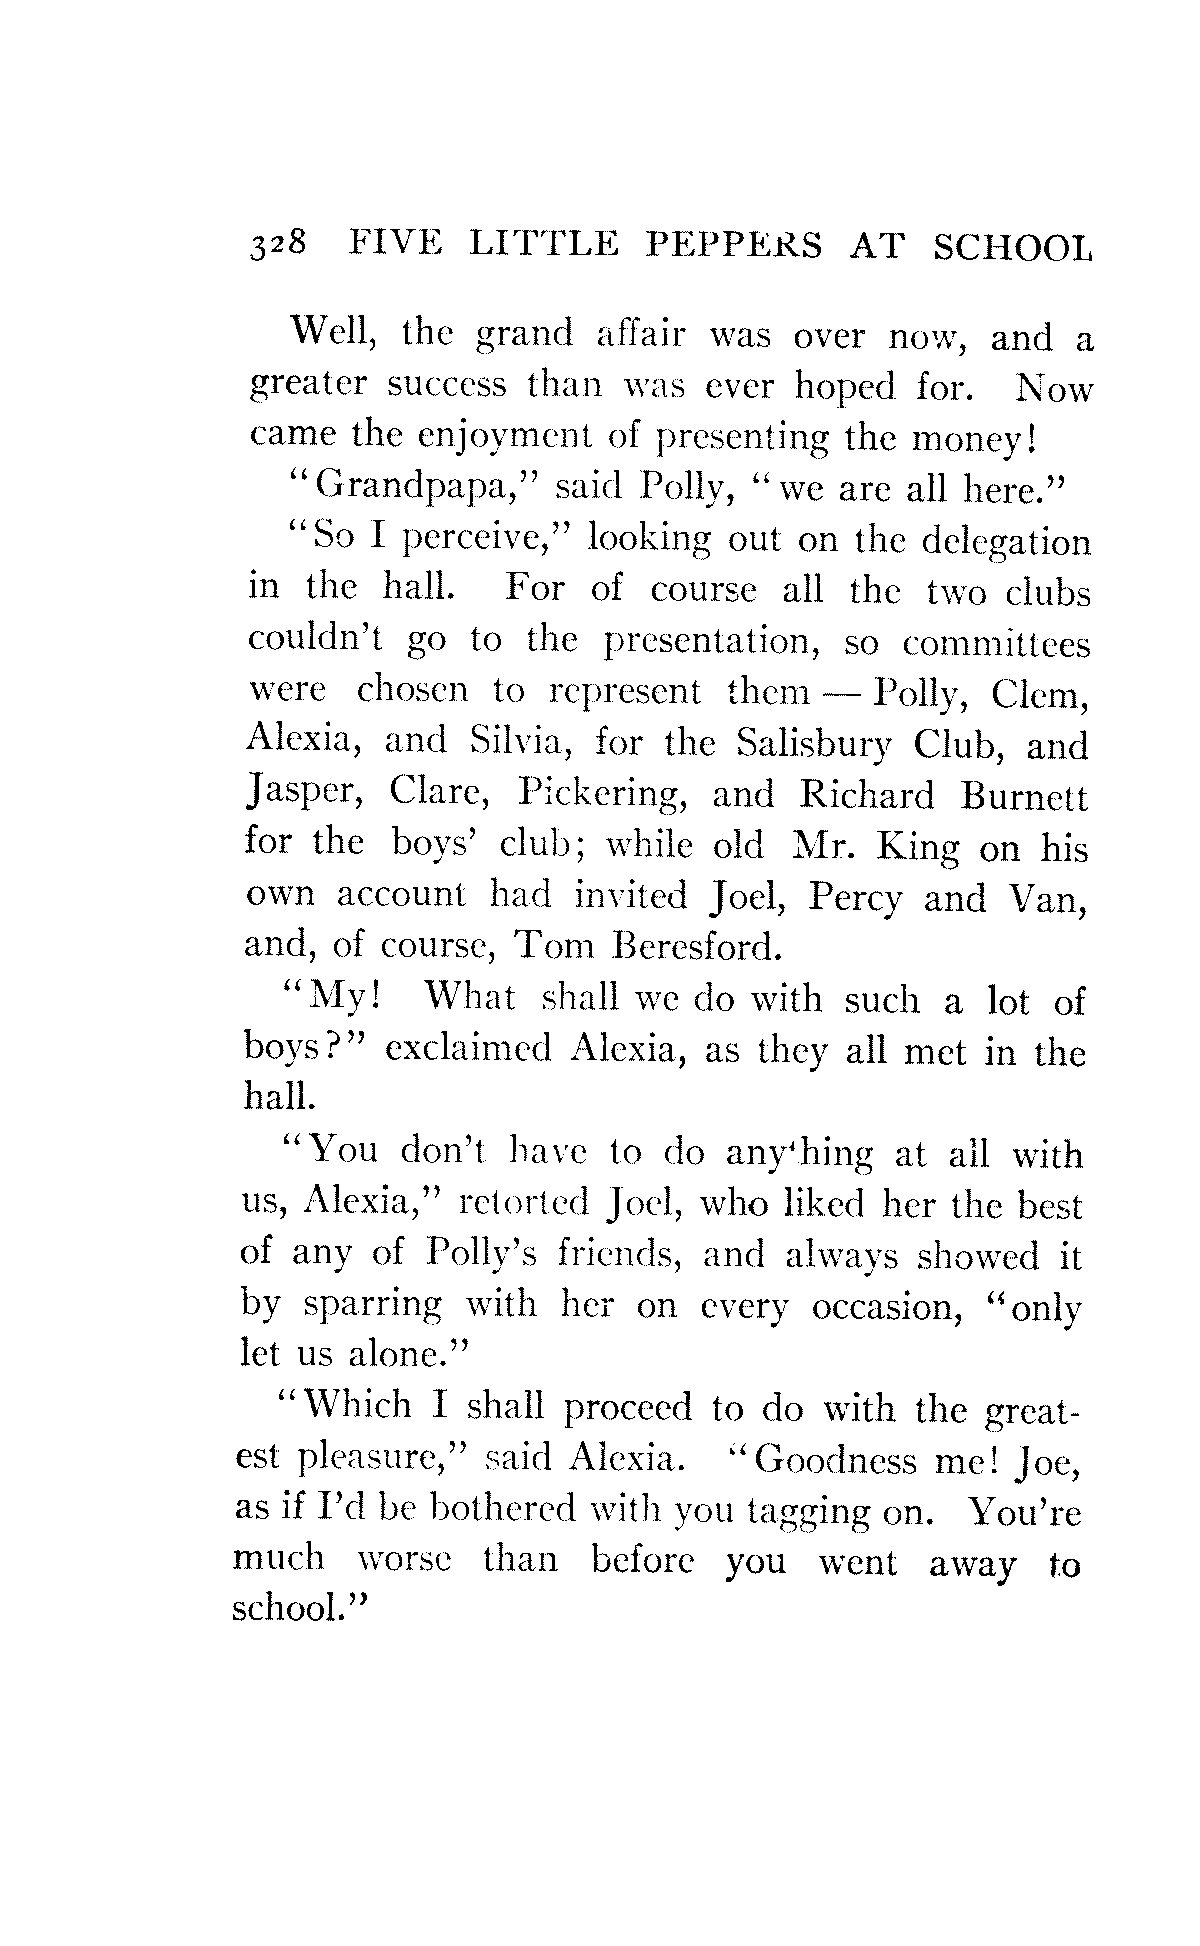 328 FIVE LITTLE PEPPERS AT SCHOOL
Well, the grand affair was over now, and a
greater success than was ever hoped for. Now
came the enjoyment of presenting the money!
"Grandpapa," said Polly, "we are all here."
"So I perceive," looking out on the delegation
in the hall. For of course all the two clubs
couldn't go to the presentation, so committees
were chosen to represent them — Polly, Clem,
Alexia, and Silvia, for the Salisbury Club, and
Jasper, Clare, Pickering, and Richard Burnett
for the boys' club; while old Mr. King on his
own account had invited Joel, Percy and Van,
and, of course, Tom Beresford.
"My! What shall we do with such a lot of
boys?" exclaimed Alexia, as they all met in the
hall.
"You don't have to do anything at all with
us, Alexia," retorted Joel, who liked her the best
of any of Polly's friends, and always showed it
by sparring with her on every occasion, "only
let us alone."
"Which I shall proceed to do with the great-
est pleasure," said Alexia. "Goodness me! Joe,
as if I'd be bothered with you tagging on. You're
much worse than before you went away to
school."